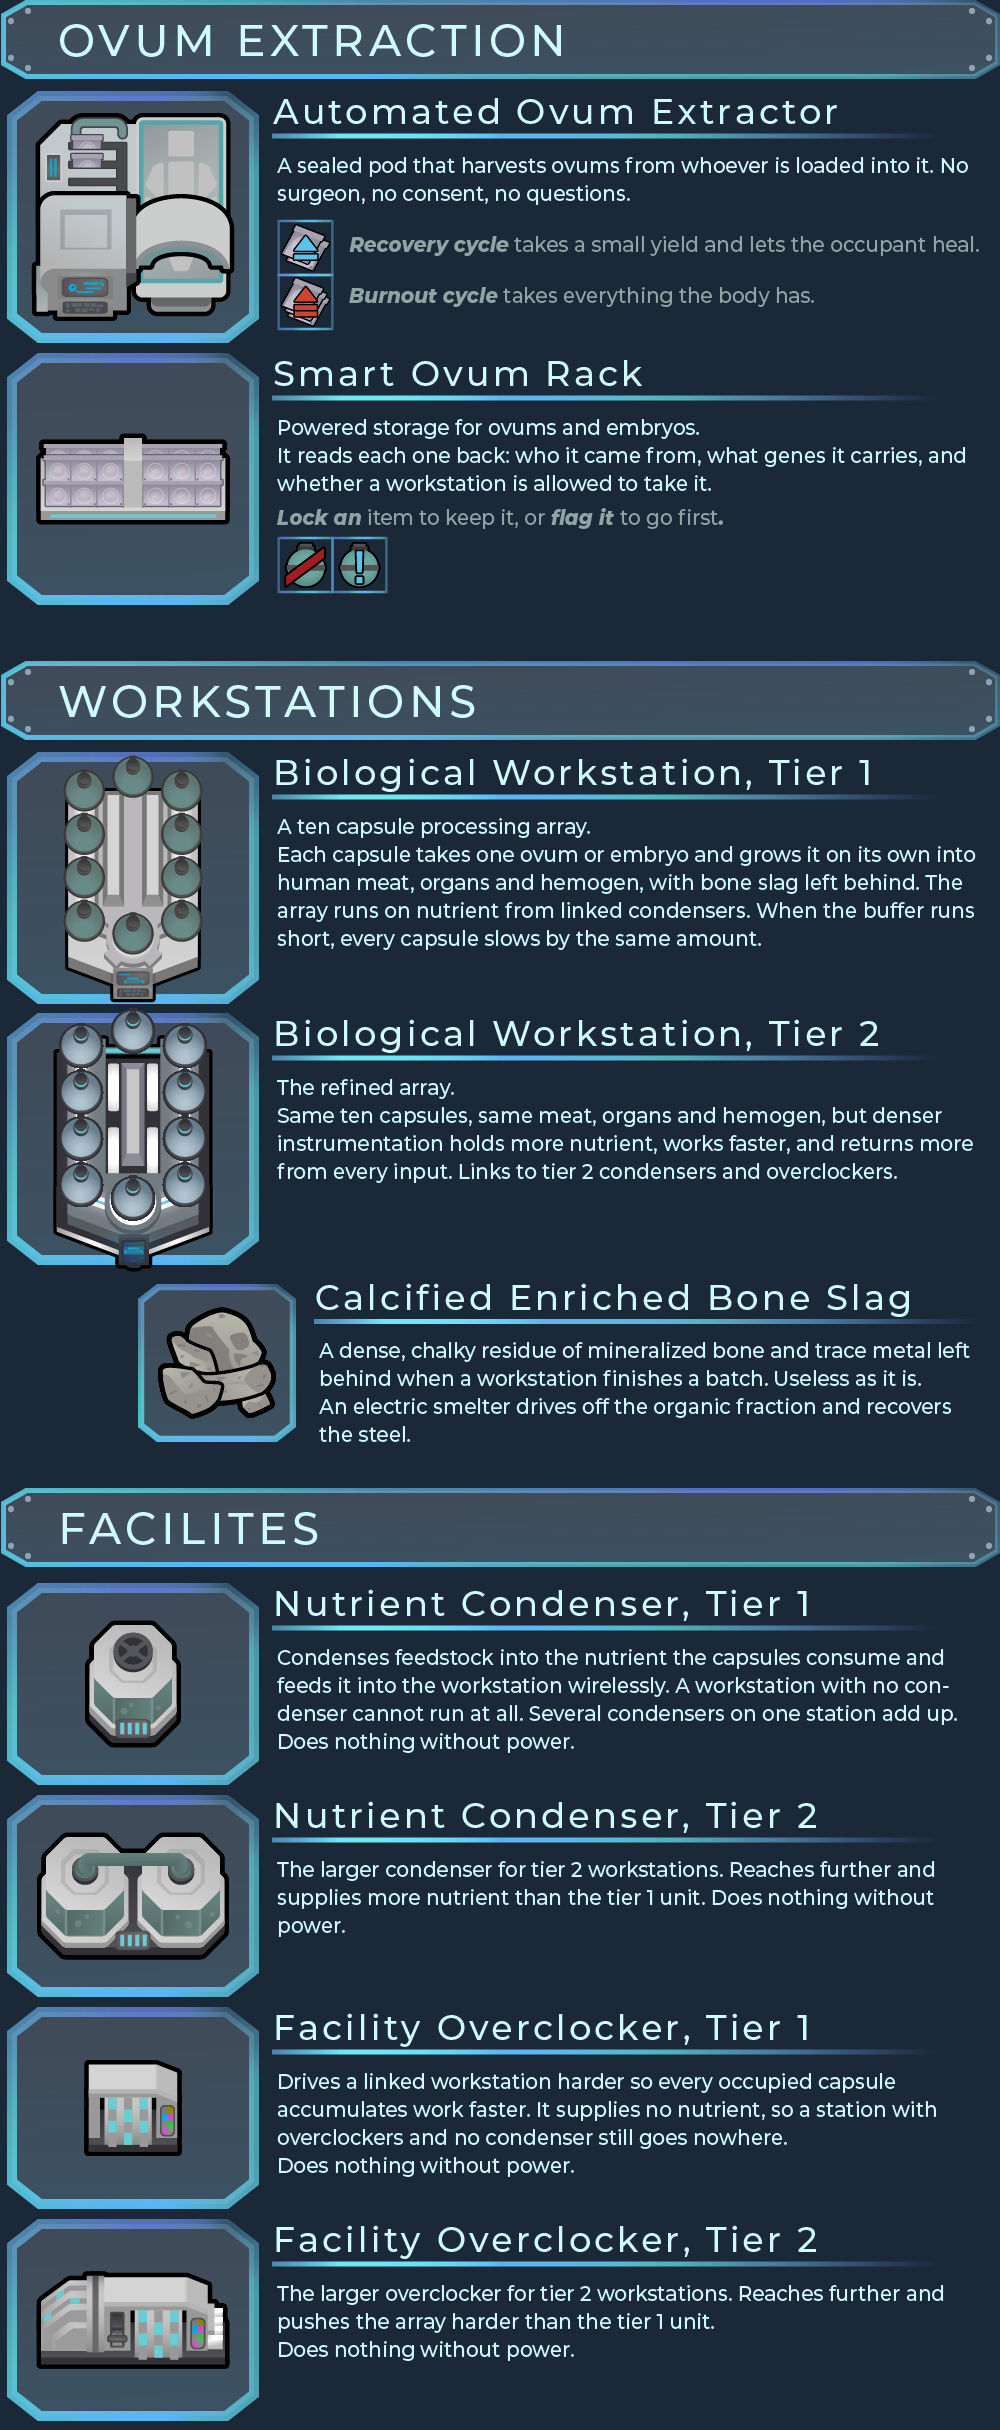 OVUM EXTRACTION
Automated Ovum Extractor
A sealed pod that harvests ovums from whoever is loaded into it. No
surgeon, no consent, no questions.
Recovery cycle takes a small yield and lets the occupant heal.
Burnout cycle takes everything the body has.
Smart Ovum Rack
Powered storage for ovums and embryos.
It reads each one back: who it came from, what genes it carries, and
whether a workstation is allowed to take it.
Lock an item to keep it, or flag it to go first.
WORKSTATIONS
Biological Workstation, Tier 1
A ten capsule processing array.
Each capsule takes one ovum or embryo and grows it on its own into
human meat, organs and hemogen, with bone slag left behind. The
array runs on nutrient from linked condensers. When the buffer runs
short, every capsule slows by the same amount.
Biological Workstation, Tier 2
The refined array.
Same ten capsules, same meat, organs and hemogen, but denser
instrumentation holds more nutrient, works faster, and returns more
from every input. Links to tier 2 condensers and overclockers.
Calcified Enriched Bone Slag
A dense, chalky residue of mineralized bone and trace metal left
behind when a workstation finishes a batch. Useless as it is.
An electric smelter drives off the organic fraction and recovers
the steel.
FACILITES
Nutrient Condenser, Tier 1
Condenses feedstock into the nutrient the capsules consume and
feeds it into the workstation wirelessly. A workstation with no con-
denser cannot run at all. Several condensers on one station add up.
Does nothing without power.
Nutrient Condenser, Tier 2
The larger condenser for tier 2 workstations. Reaches further and
supplies more nutrient than the tier 1 unit. Does nothing without
power.
Facility Overclocker, Tier 1
Drives a linked workstation harder so every occupied capsule
accumulates work faster. It supplies no nutrient, so a station with
overclockers and no condenser still goes nowhere.
Does nothing without power.
Facility Overclocker, Tier 2
The larger overclocker for tier 2 workstations. Reaches further and
pushes the array harder than the tier 1 unit.
Does nothing without power.